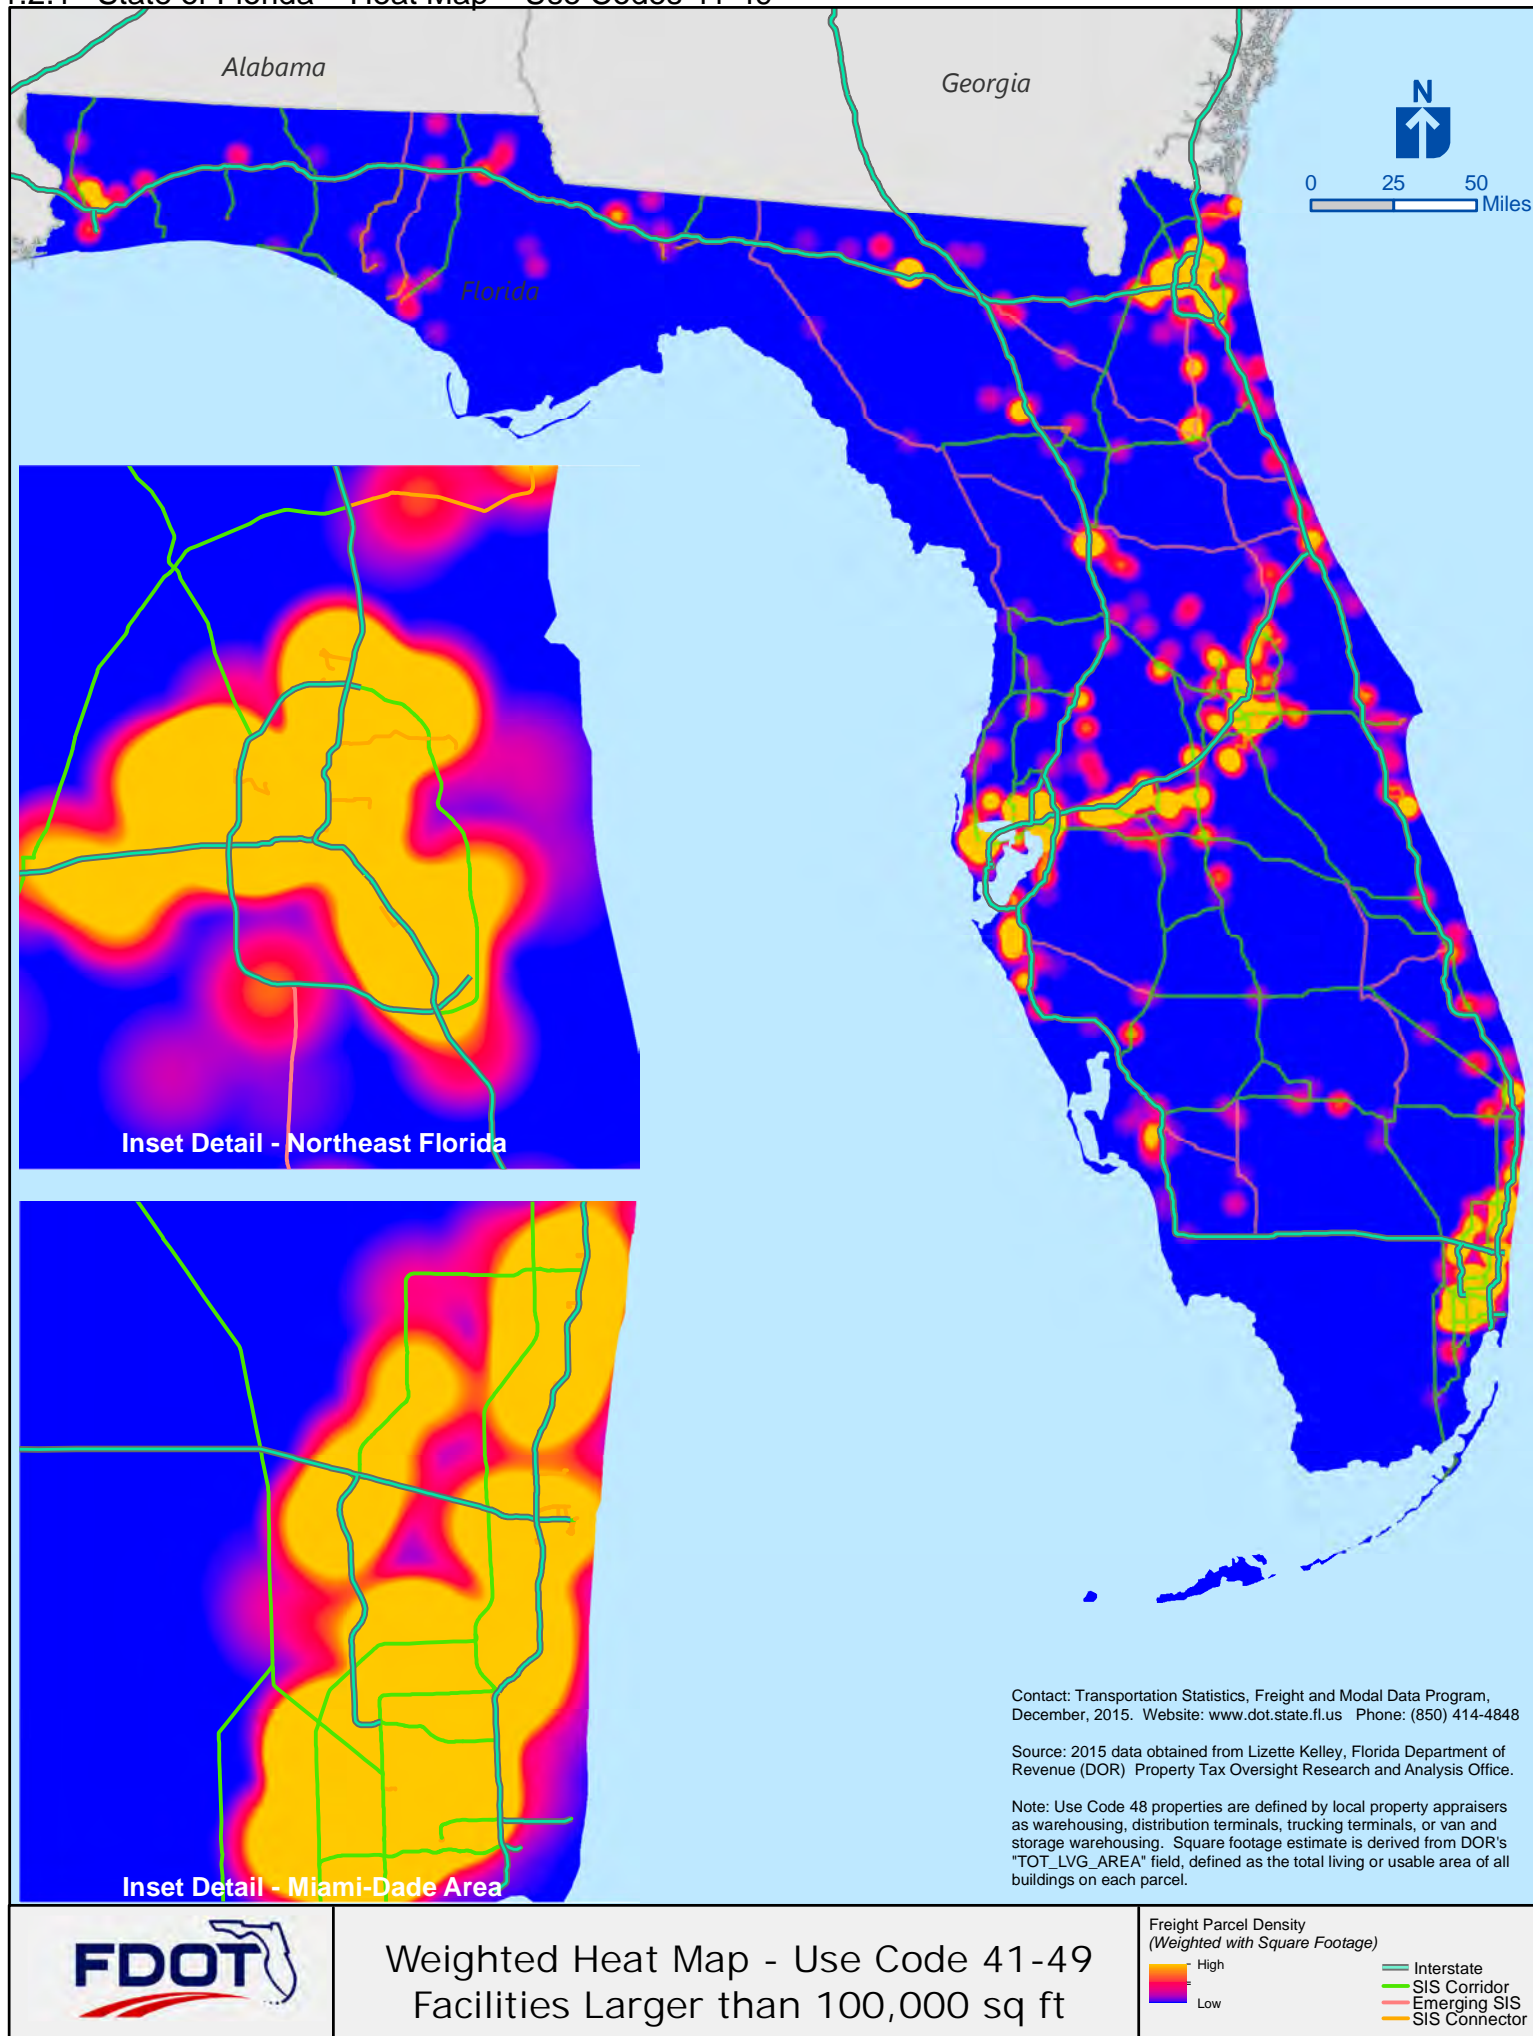 Alabama
Georgia
N
0 25 50
Miles
Florida
Inset Detail - Northeast Florida
Inset Detail - Miami-Dade Area
Contact: Transportation Statistics, Freight and Modal Data Program,
December, 2015. Website: www.dot.state.fl.us Phone: (850) 414-4848
Source: 2015 data obtained from Lizette Kelley, Florida Department of
Revenue (DOR) Property Tax Oversight Research and Analysis Office.
Note: Use Code 48 properties are defined by local property appraisers
as warehousing, distribution terminals, trucking terminals, or van and
storage warehousing. Square footage estimate is derived from DOR's
"TOT_LVG_AREA" field, defined as the total living or usable area of all
buildings on each parcel.
FDOT
Weighted Heat Map - Use Code 41-49
Facilities Larger than 100,000 sq ft
Freight Parcel Density
(Weighted with Square Footage)
High
Low
Interstate
SIS Corridor
Emerging SIS
SIS Connector